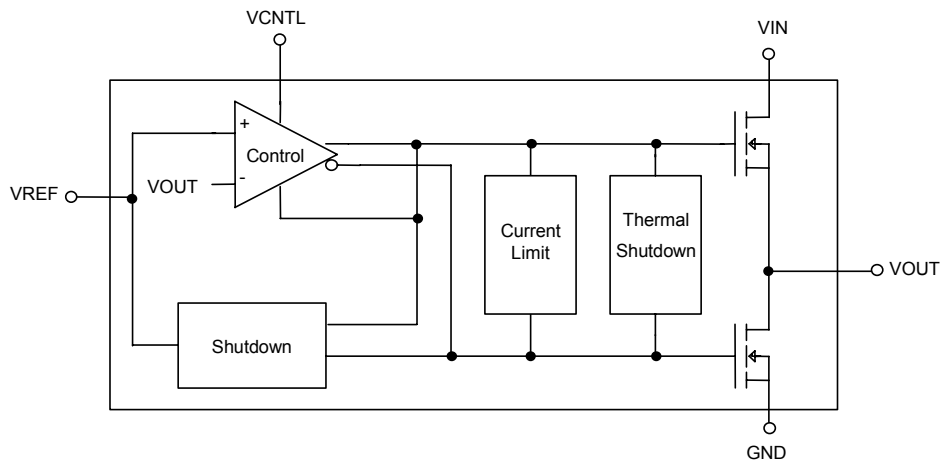 VCNTL
VIN
+
Control
VOUT
-
VREF
Current
Limit
Thermal
Shutdown
VOUT
Shutdown
GND